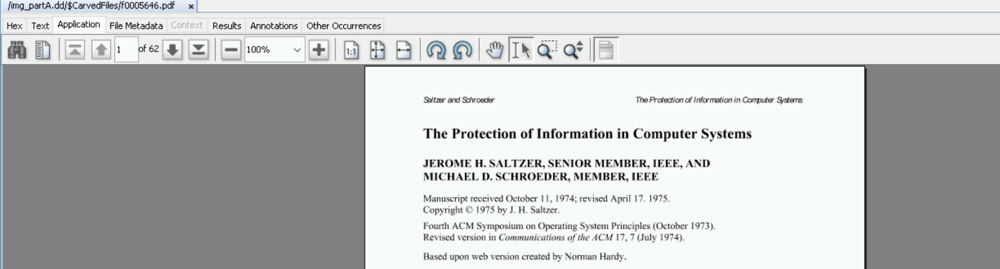 /img_partA.dd/$CarvedFiles/f0005646.pdf x
Hex Text Application File Metadata Context Results Annotations Other Occurrences
1 of 62 100% 1:1
Saltzer and Schroeder The Protection of Information in Computer Systems
The Protection of Information in Computer Systems
JEROME H. SALTZER, SENIOR MEMBER, IEEE, AND
MICHAEL D. SCHROEDER, MEMBER, IEEE
Manuscript received October 11, 1974; revised April 17. 1975.
Copyright © 1975 by J. H. Saltzer.
Fourth ACM Symposium on Operating System Principles (October 1973).
Revised version in Communications of the ACM 17, 7 (July 1974).
Based upon web version created by Norman Hardy.